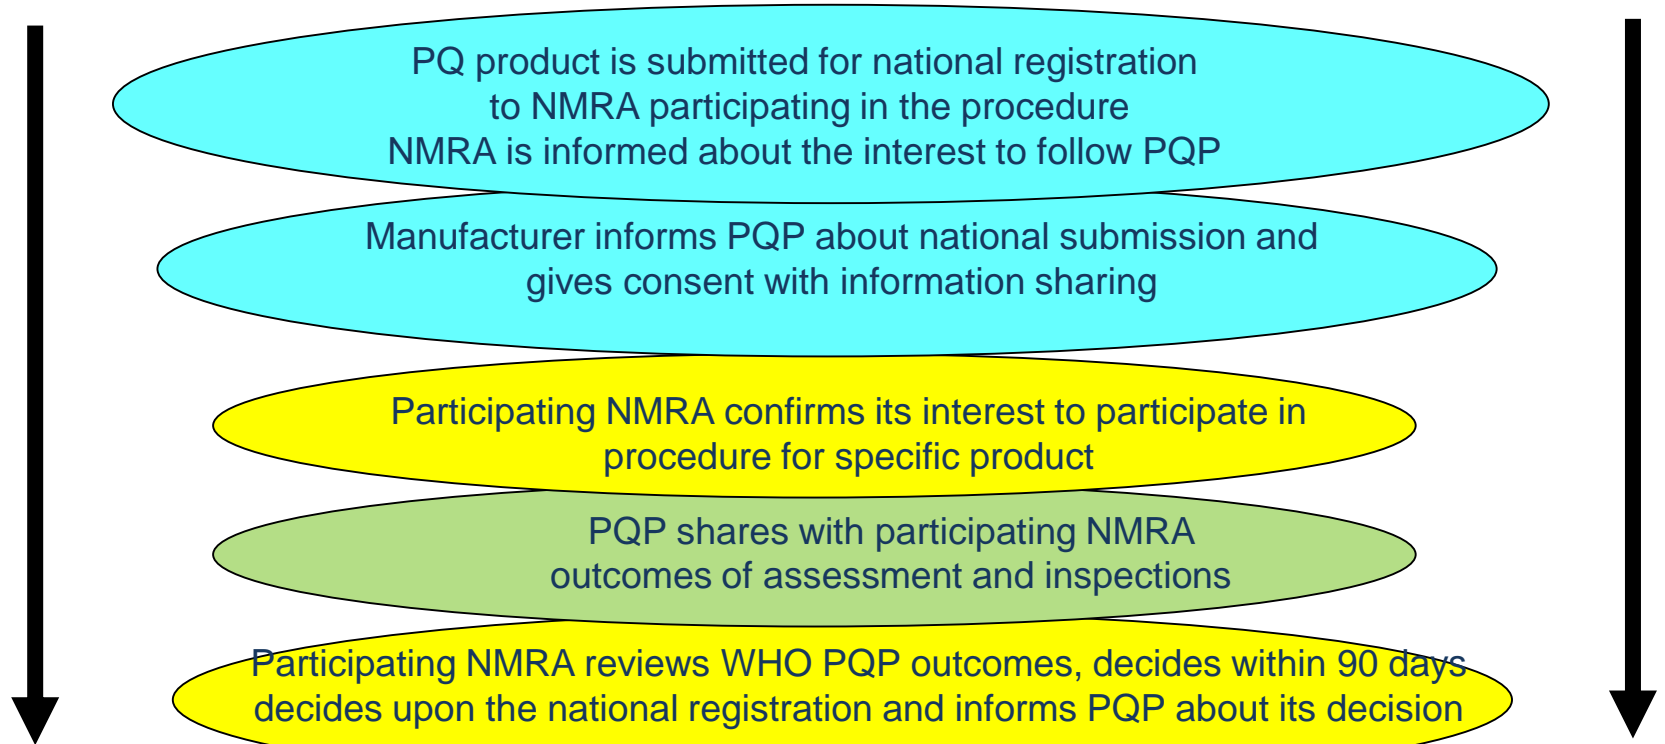 PQ product is submitted for national registration
to NMRA participating in the procedure
NMRA is informed about the interest to follow PQP
Manufacturer informs PQP about national submission and
gives consent with information sharing
Participating NMRA confirms its interest to participate in
procedure for specific product
PQP shares with participating NMRA
outcomes of assessment and inspections
Participating NMRA reviews WHO PQP outcomes, decides within 90 days
decides upon the national registration and informs PQP about its decision